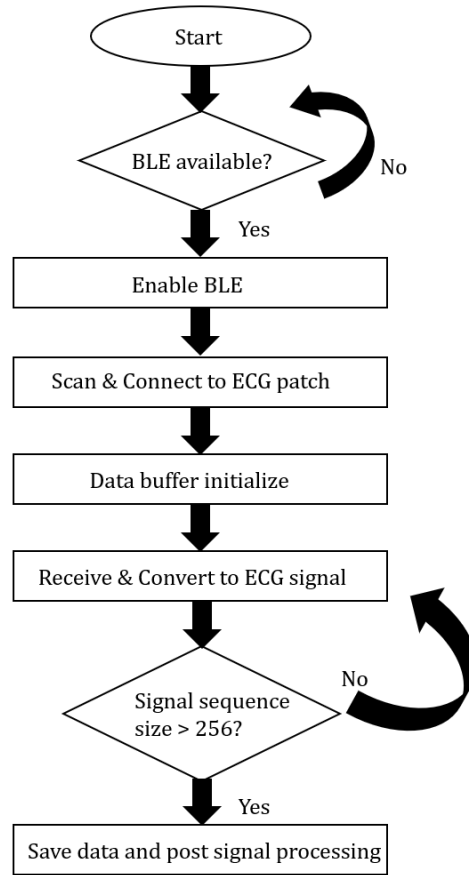 Start
BLE available?
No
Yes
Enable BLE
Scan & Connect to ECG patch
Data buffer initialize
Receive & Convert to ECG signal
No
Signal sequence
size > 256?
Yes
Save data and post signal processing